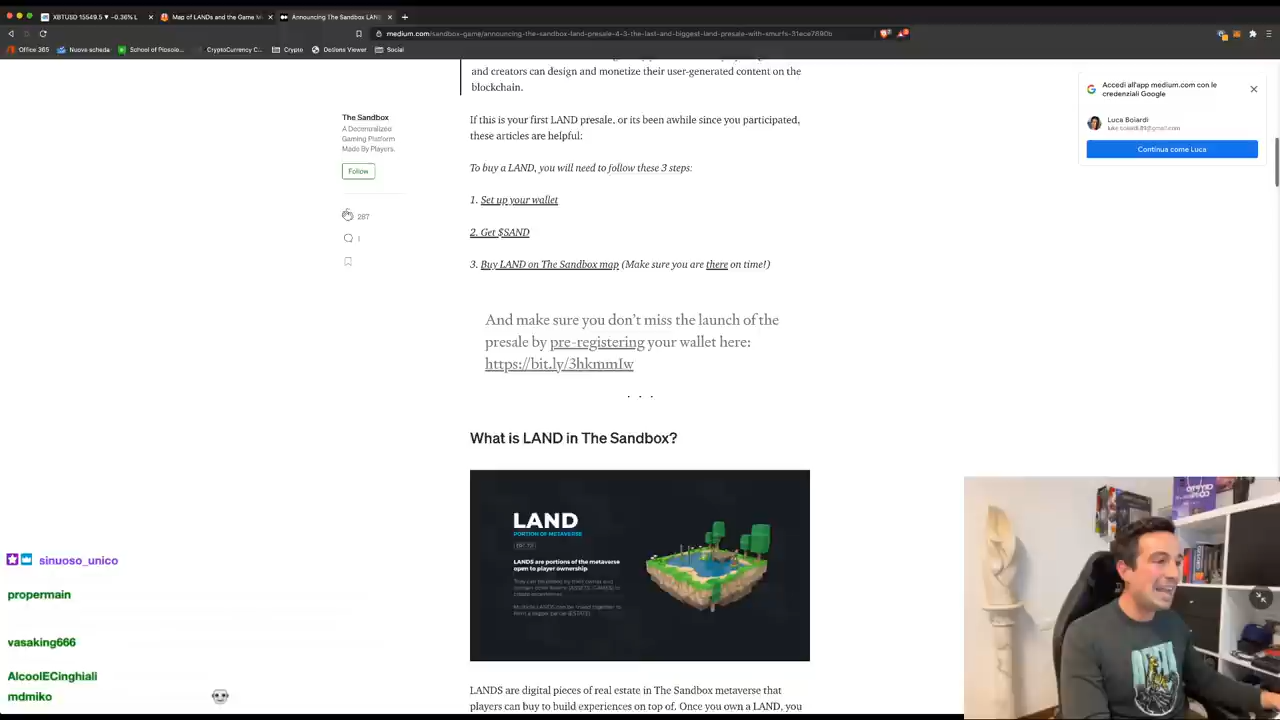 XBTUSD 15549.5 ▼ -0.36% L
Map of LANDs and the Game M
Announcing The Sandbox LAND
medium.com/sandbox-game/announcing-the-sandbox-land-presale-4-3-the-last-and-biggest-land-presale-with-smurfs-31ece7890b
Office 365
Nuove scheda
CryptoCurrency C...
Crypto
Options Viewer
Social
and creators can design and monetize their user-generated content on the
blockchain.
Accedi all'app medium.com con le
credenziali Google
Luca Boiardi
Continua come Luca
The Sandbox
A Decentralized
Gaming Platform
Made By Players.
Follow
287
1
If this is your first LAND presale, or its been awhile since you participated,
these articles are helpful:
To buy a LAND, you will need to follow these 3 steps:
1. Set up your wallet
2. Get $SAND
3. Buy LAND on The Sandbox map (Make sure you are there on time!)
And make sure you don't miss the launch of the
presale by pre-registering your wallet here:
https://bit.ly/3hkmmIw
. . .
What is LAND in The Sandbox?
LAND
PORTION OF METAVERSE
LANDS are portions of the metaverse
open to player ownership
LANDS are digital pieces of real estate in The Sandbox metaverse that
players can buy to build experiences on top of. Once you own a LAND, you
sinuoso_unico
propermain
vasaking666
AlcoolECinghiali
mdmiko